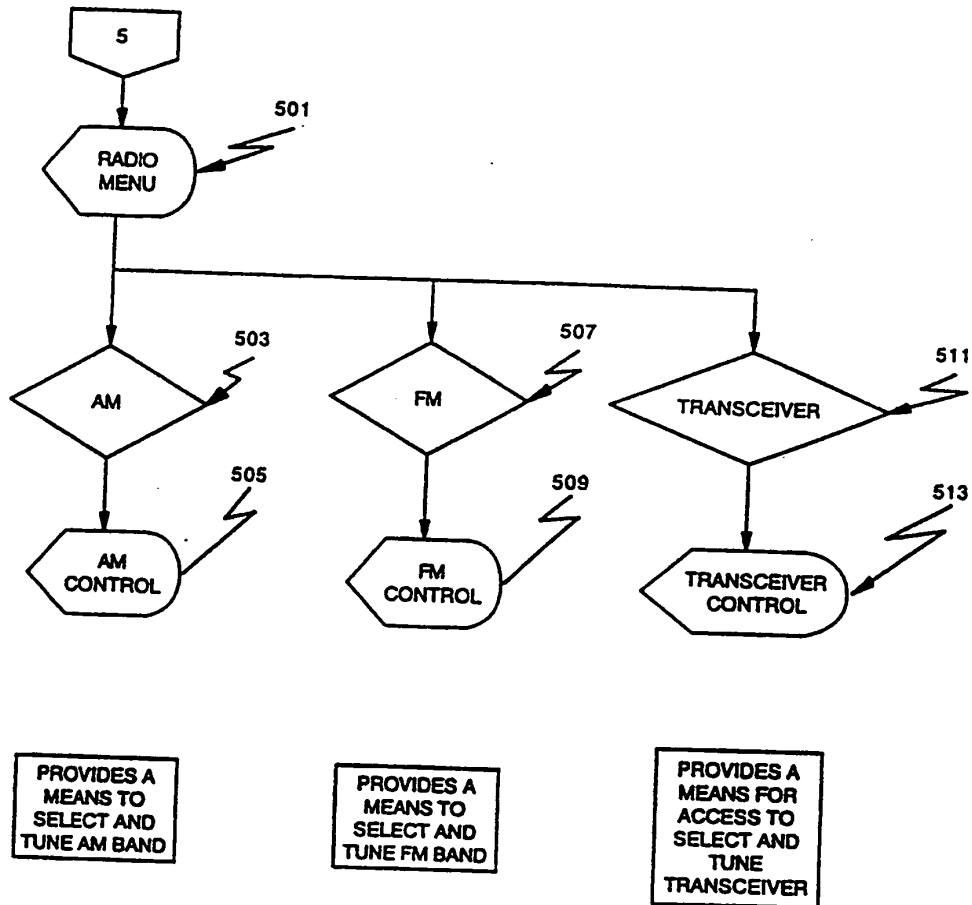 5
501
RADIO
MENU
503
507
511
AM
FM
TRANSCEIVER
505
509
513
AM
CONTROL
FM
CONTROL
TRANSCEIVER
CONTROL
PROVIDES A
MEANS TO
SELECT AND
TUNE AM BAND
PROVIDES A
MEANS TO
SELECT AND
TUNE FM BAND
PROVIDES A
MEANS FOR
ACCESS TO
SELECT AND
TUNE
TRANSCEIVER